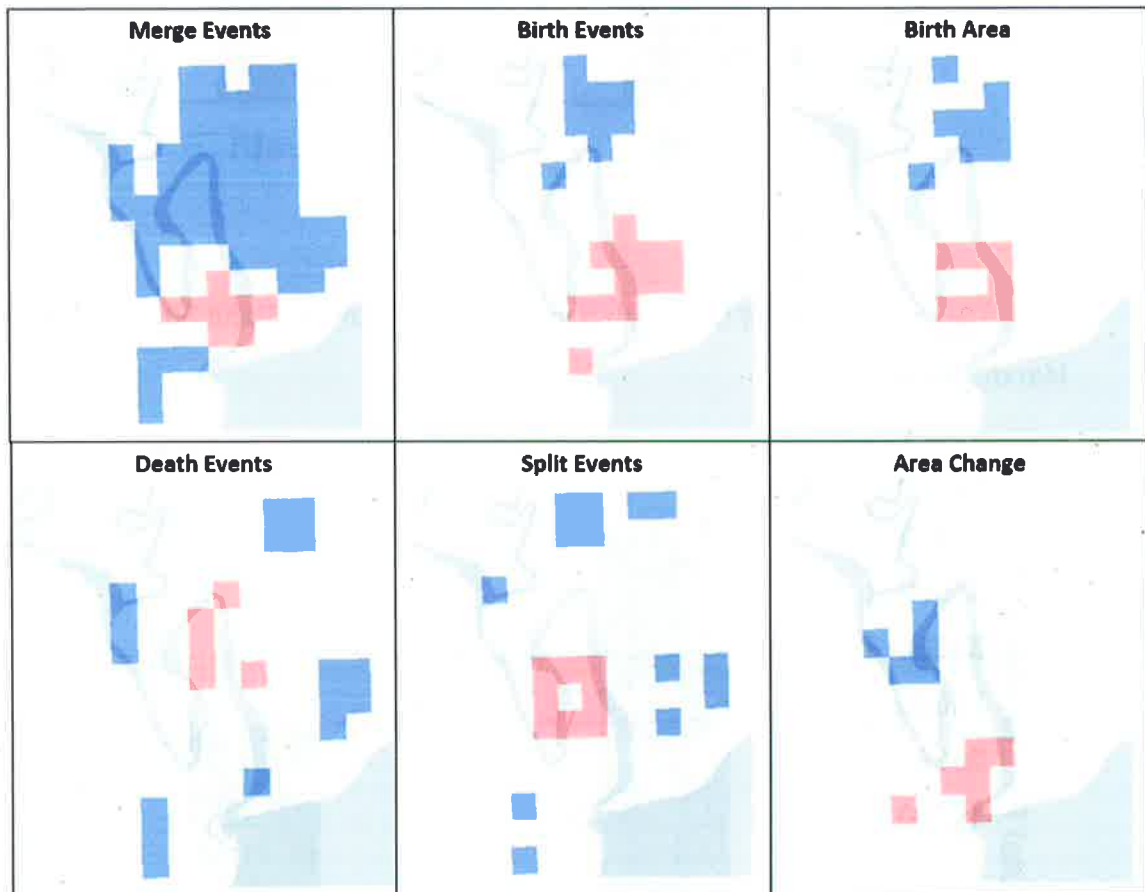 Merge Events
Birth Events
Birth Area
Death Events
Split Events
Area Change